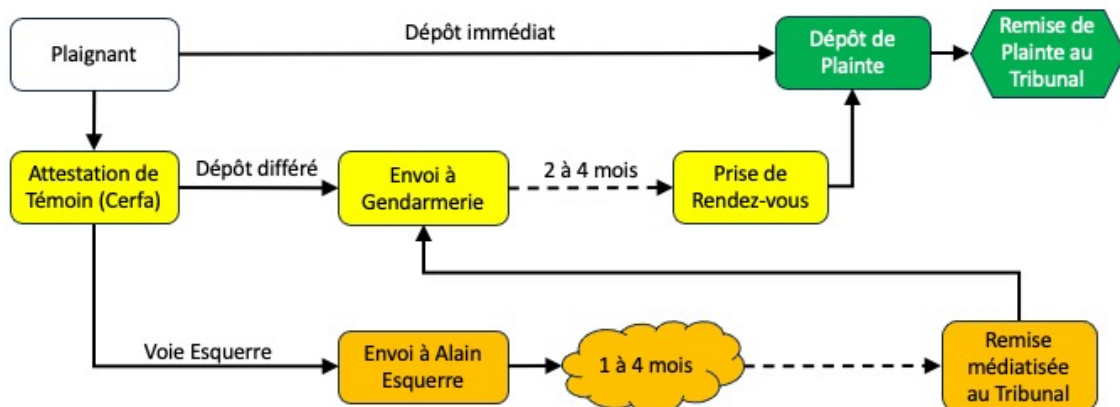 Plaignant
Dépôt immédiat
Dépôt de
Plainte
Remise de
Plainte au
Tribunal
Attestation de
Témoin (Cerfa)
Dépôt différé
Envoi à
Gendarmerie
2 à 4 mois
Prise de
Rendez-vous
Voie Esquerre
Envoi à Alain
Esquerre
1 à 4 mois
Remise
médiatisée
au Tribunal